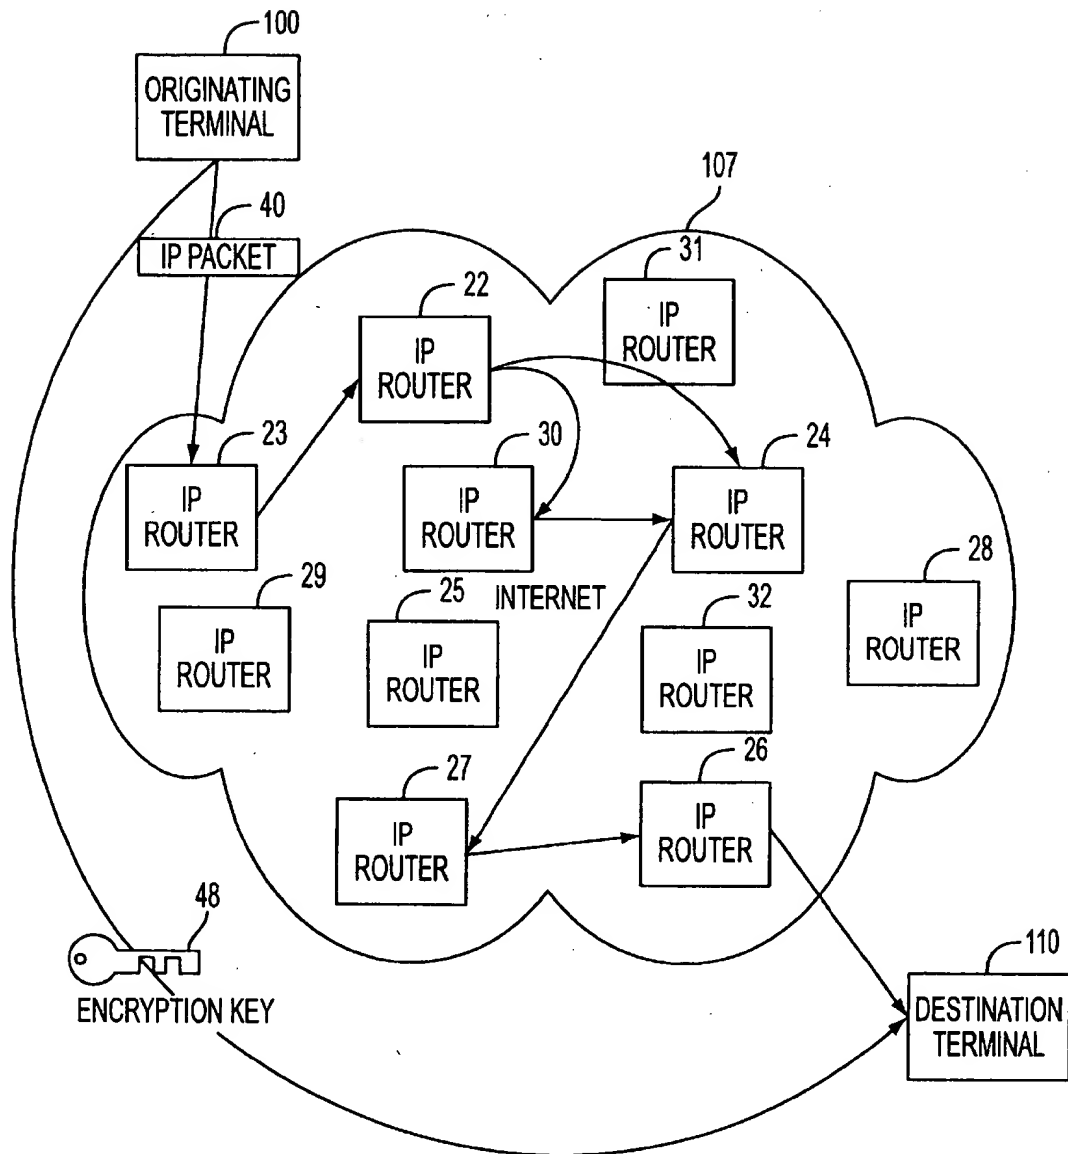 100
ORIGINATING
TERMINAL
40
IP PACKET
107
31
IP
ROUTER
22
IP
ROUTER
23
IP
ROUTER
30
IP
ROUTER
24
IP
ROUTER
29
IP
ROUTER
25
IP
ROUTER
INTERNET
32
IP
ROUTER
28
IP
ROUTER
27
IP
ROUTER
26
IP
ROUTER
48
ENCRYPTION KEY
110
DESTINATION
TERMINAL